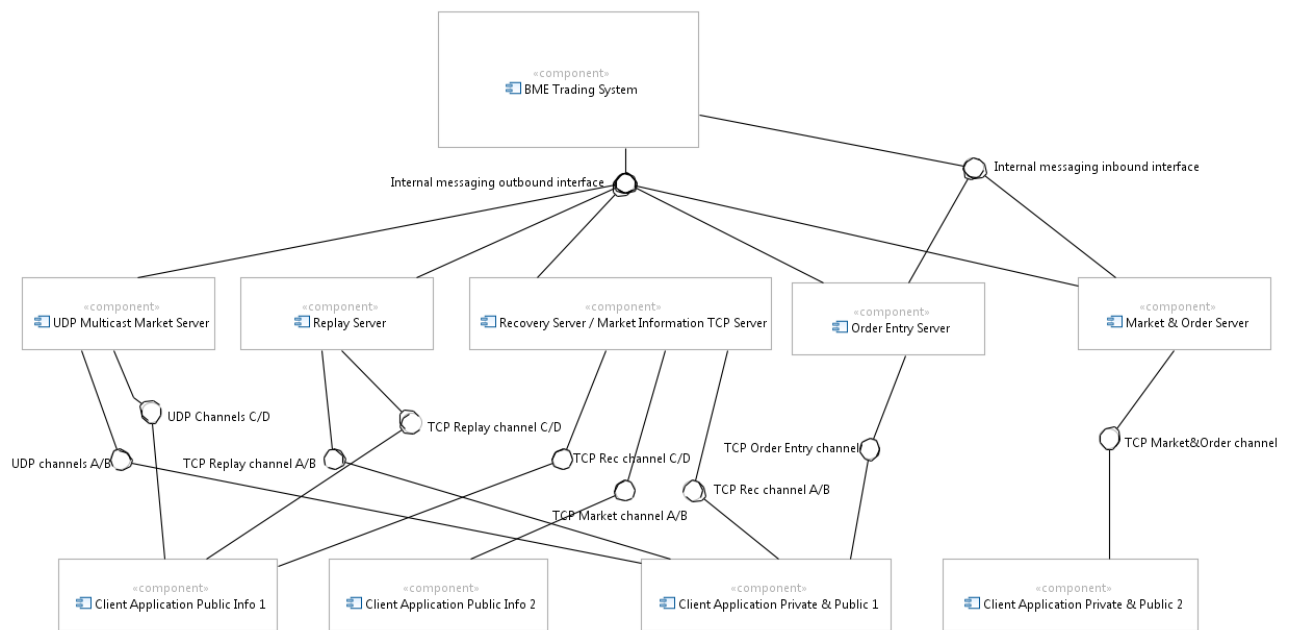 «component»
BME Trading System
Internal messaging inbound interface
Internal messaging outbound interface
«component»
UDP Multicast Market Server
«component»
Replay Server
«component»
Recovery Server / Market Information TCP Server
«component»
Order Entry Server
«component»
Market & Order Server
UDP Channels C/D
TCP Replay channel C/D
TCP Order Entry channel
TCP Market&Order channel
UDP channels A/B
TCP Replay channel A/B
TCP Rec channel C/D
TCP Rec channel A/B
TCP Market channel A/B
«component»
Client Application Public Info 1
«component»
Client Application Public Info 2
«component»
Client Application Private & Public 1
«component»
Client Application Private & Public 2